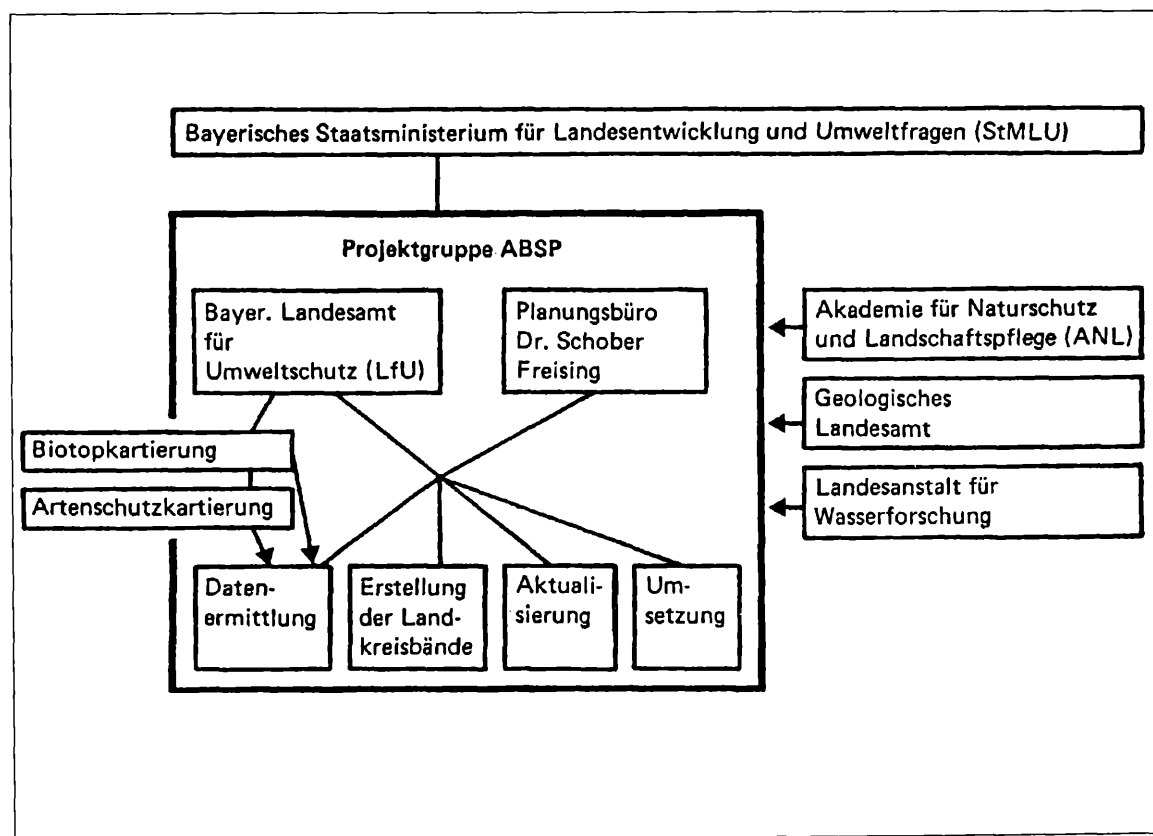 Bayerisches Staatsministerium für Landesentwicklung und Umweltfragen (StMLU)
Projektgruppe ABSP
Bayer. Landesamt
für
Umweltschutz (LfU)
Planungsbüro
Dr. Schober
Freising
Akademie für Naturschutz
und Landschaftspflege (ANL)
Geologisches
Landesamt
Landesanstalt für
Wasserforschung
Biotopkartierung
Artenschutzkartierung
Daten-
ermittlung
Erstellung
der Land-
kreisbände
Aktuali-
sierung
Um-
setzung